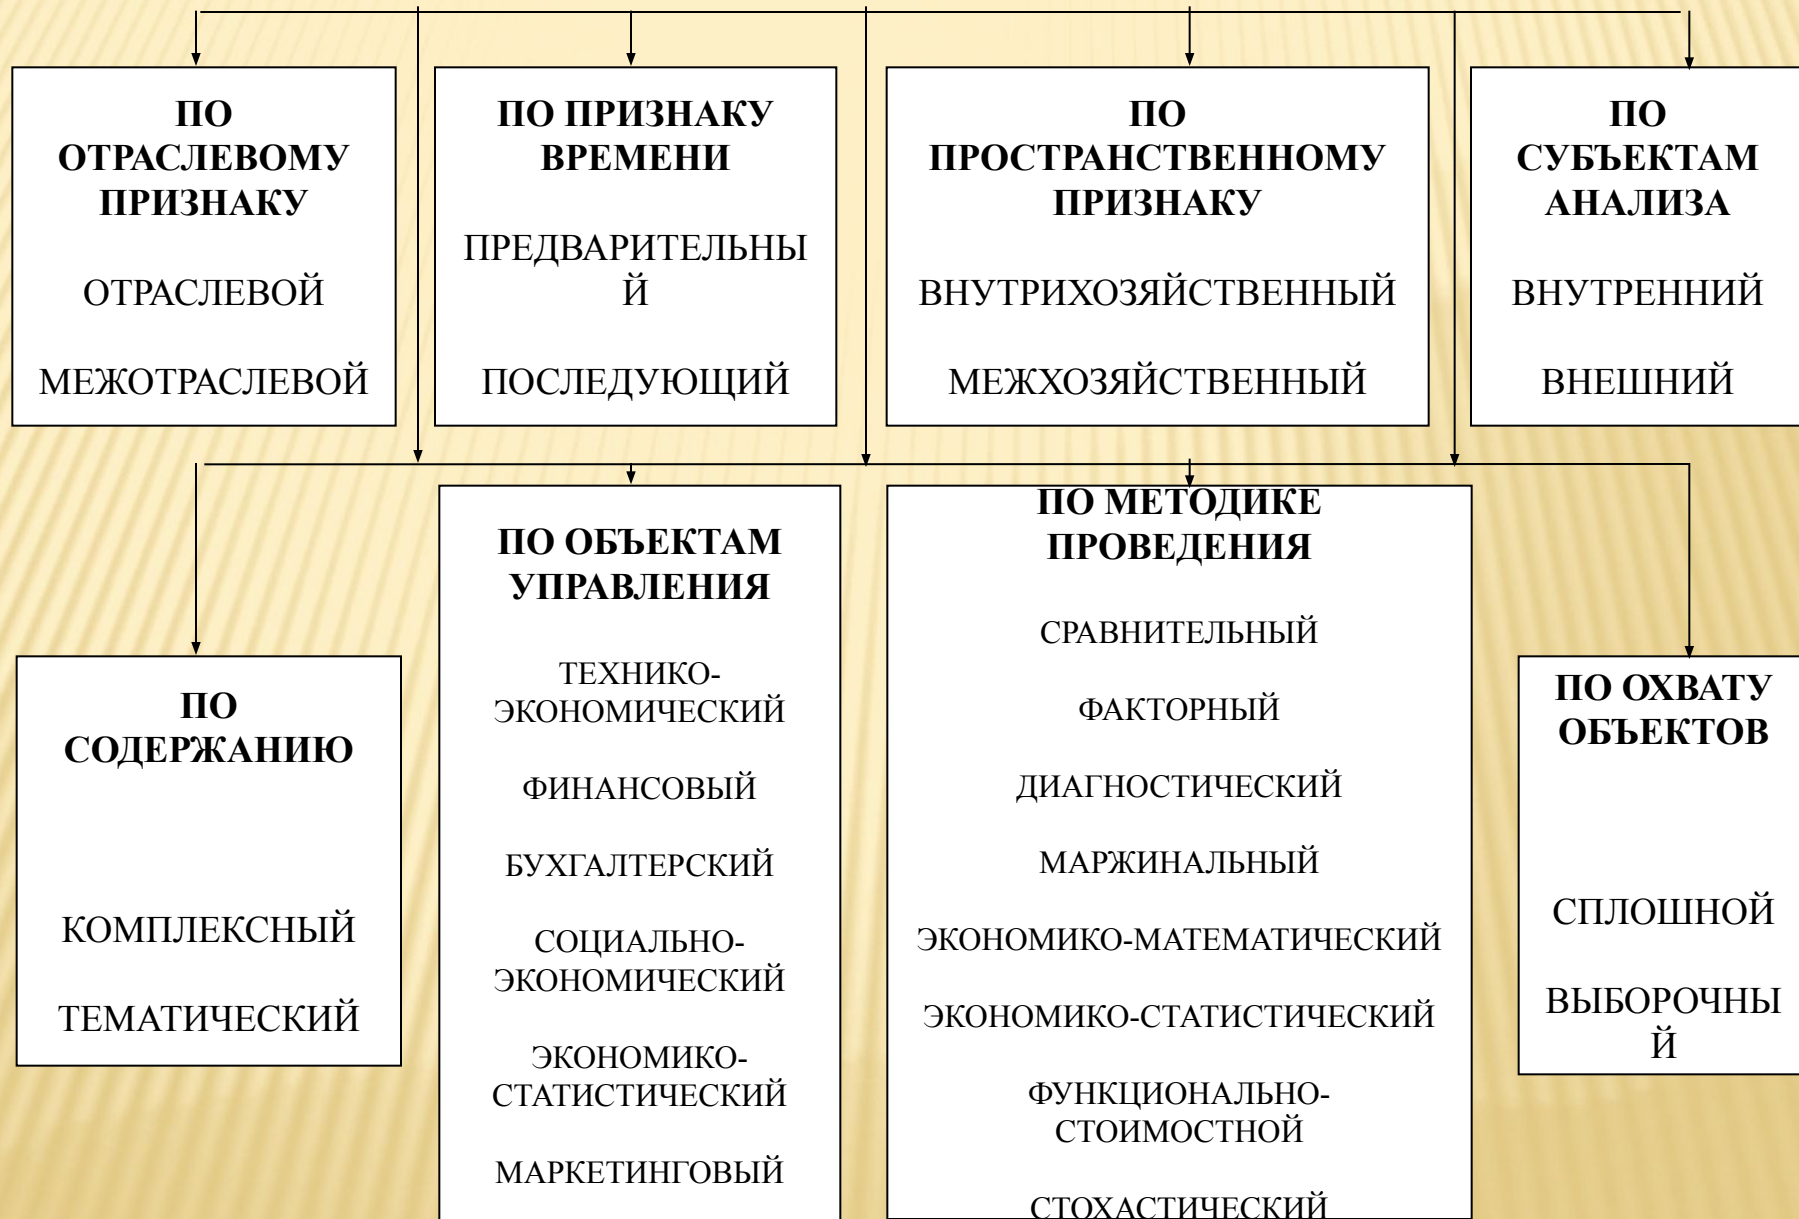 ПО
ОТРАСЛЕВОМУ
ПРИЗНАКУ
ОТРАСЛЕВОЙ
МЕЖОТРАСЛЕВОЙ
ПО ПРИЗНАКУ
ВРЕМЕНИ
ПРЕДВАРИТЕЛЬНЫ
Й
ПОСЛЕДУЮЩИЙ
ПО
ПРОСТРАНСТВЕННОМУ
ПРИЗНАКУ
ВНУТРИХОЗЯЙСТВЕННЫЙ
МЕЖХОЗЯЙСТВЕННЫЙ
ПО
СУБЪЕКТАМ
АНАЛИЗА
ВНУТРЕННИЙ
ВНЕШНИЙ
ПО
СОДЕРЖАНИЮ
КОМПЛЕКСНЫЙ
ТЕМАТИЧЕСКИЙ
ПО ОБЪЕКТАМ
УПРАВЛЕНИЯ
ТЕХНИКО-
ЭКОНОМИЧЕСКИЙ
ФИНАНСОВЫЙ
БУХГАЛТЕРСКИЙ
СОЦИАЛЬНО-
ЭКОНОМИЧЕСКИЙ
ЭКОНОМИКО-
СТАТИСТИЧЕСКИЙ
МАРКЕТИНГОВЫЙ
ПО МЕТОДИКЕ
ПРОВЕДЕНИЯ
СРАВНИТЕЛЬНЫЙ
ФАКТОРНЫЙ
ДИАГНОСТИЧЕСКИЙ
МАРЖИНАЛЬНЫЙ
ЭКОНОМИКО-МАТЕМАТИЧЕСКИЙ
ЭКОНОМИКО-СТАТИСТИЧЕСКИЙ
ФУНКЦИОНАЛЬНО-
СТОИМОСТНОЙ
СТОХАСТИЧЕСКИЙ
ПО ОХВАТУ
ОБЪЕКТОВ
СПЛОШНОЙ
ВЫБОРОЧНЫ
Й